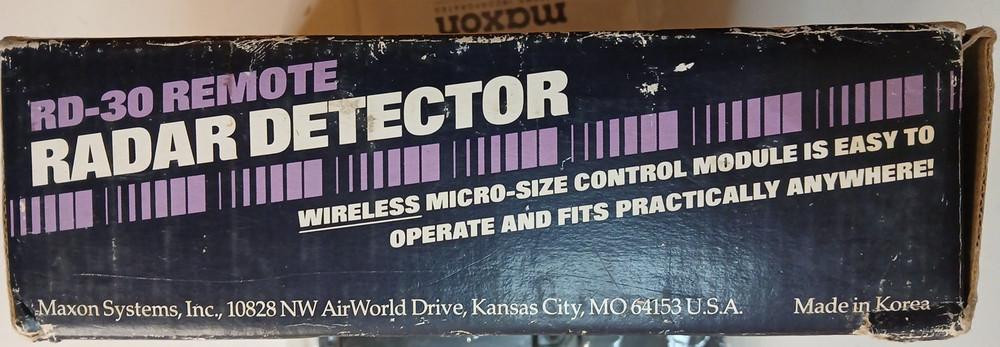 maxon
RD-30 REMOTE
RADAR DETECTOR
WIRELESS MICRO-SIZE CONTROL MODULE IS EASY TO
OPERATE AND FITS PRACTICALLY ANYWHERE!
Maxon Systems, Inc., 10828 NW AirWorld Drive, Kansas City, MO 64153 U.S.A.
Made in Korea